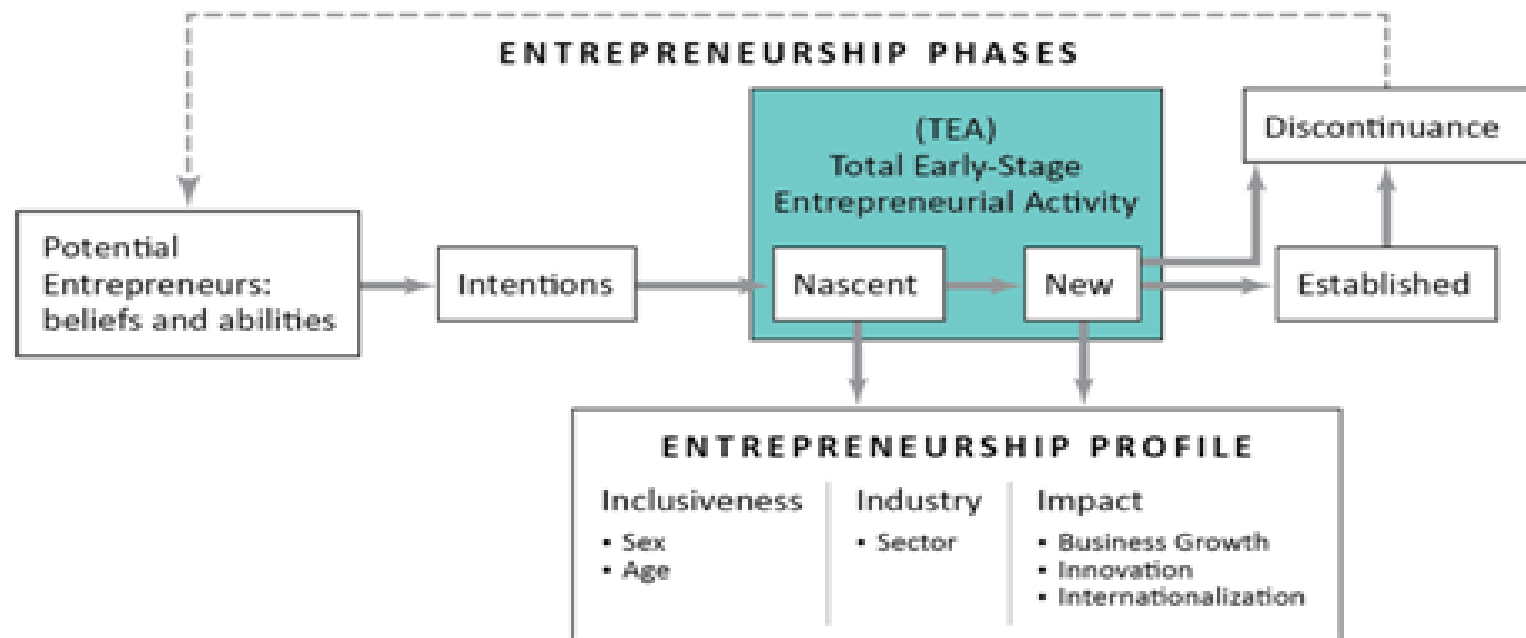 ENTREPRENEURSHIP PHASES
(TEA)
Total Early-Stage
Entrepreneurial Activity
Discontinuance
Potential
Entrepreneurs:
beliefs and abilities
Intentions
Nascent
New
Established
ENTREPRENEURSHIP PROFILE
Inclusiveness
▪ Sex
▪ Age
Industry
▪ Sector
Impact
▪ Business Growth
▪ Innovation
▪ Internationalization